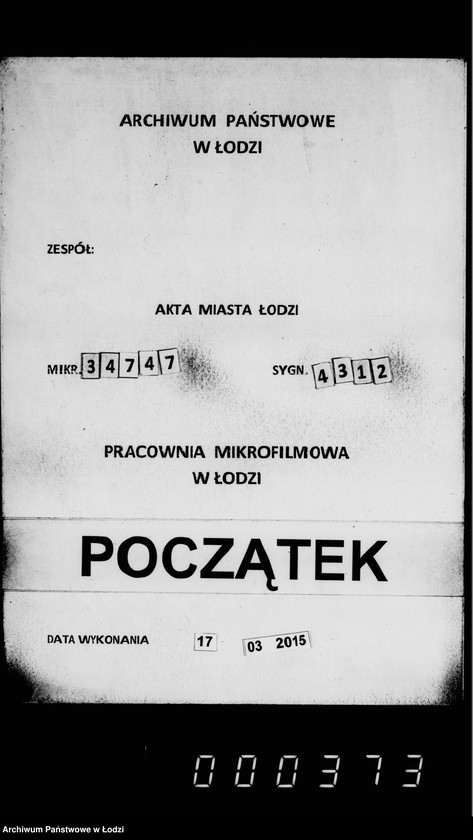 ARCHIWUM PAŃSTWOWE
W ŁODZI
ZESPÓŁ:
AKTA MIASTA ŁODZI
MIKR. 34747 SYGN. 4312
PRACOWNIA MIKROFILMOWA
W ŁODZI
POCZĄTEK
DATA WYKONANIA 17 03 2015
000373
Archiwum Państwowe w Łodzi